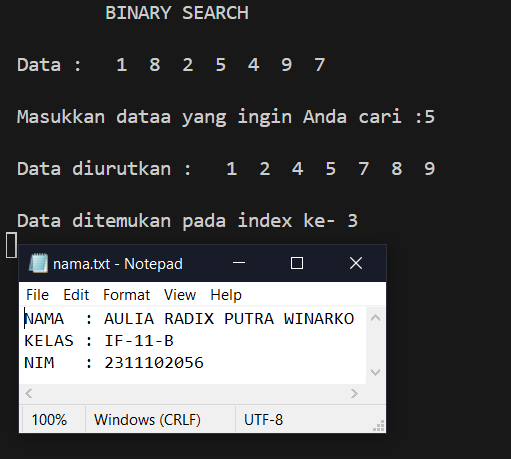 BINARY SEARCH
Data :   1  8  2  5  4  9  7
Masukkan dataa yang ingin Anda cari :5
Data diurutkan :   1  2  4  5  7  8  9
Data ditemukan pada index ke- 3
nama.txt - Notepad
File  Edit  Format  View  Help
NAMA  : AULIA RADIX PUTRA WINARKO
KELAS : IF-11-B
NIM   : 2311102056
100%  Windows (CRLF)  UTF-8